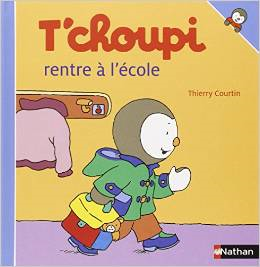 T'choupi
rentre à l'école
Thierry Courtin
Nathan